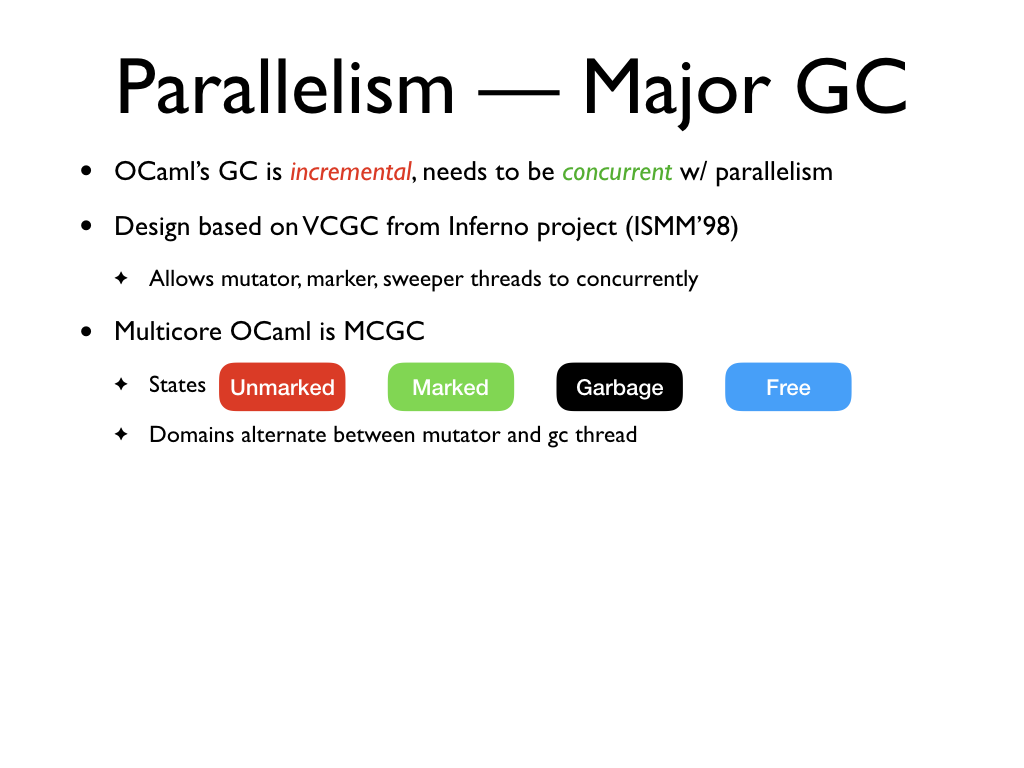 Parallelism — Major GC
• OCaml’s GC is incremental, needs to be concurrent w/ parallelism
• Design based on VCGC from Inferno project (ISMM’98)
✦ Allows mutator, marker, sweeper threads to concurrently
• Multicore OCaml is MCGC
✦ States Unmarked Marked Garbage Free
✦ Domains alternate between mutator and gc thread